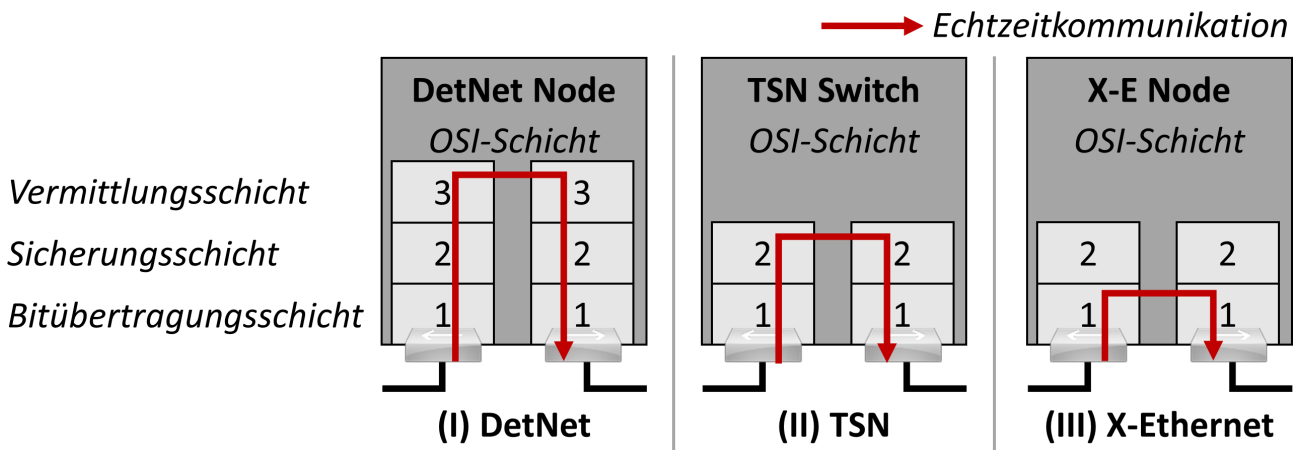 Echtzeitkommunikation
DetNet Node
TSN Switch
X-E Node
OSI-Schicht
OSI-Schicht
OSI-Schicht
Vermittlungsschicht
3
3
Sicherungsschicht
2
2
2
2
2
2
Bitübertragungsschicht
1
1
1
1
1
1
(I) DetNet
(II) TSN
(III) X-Ethernet